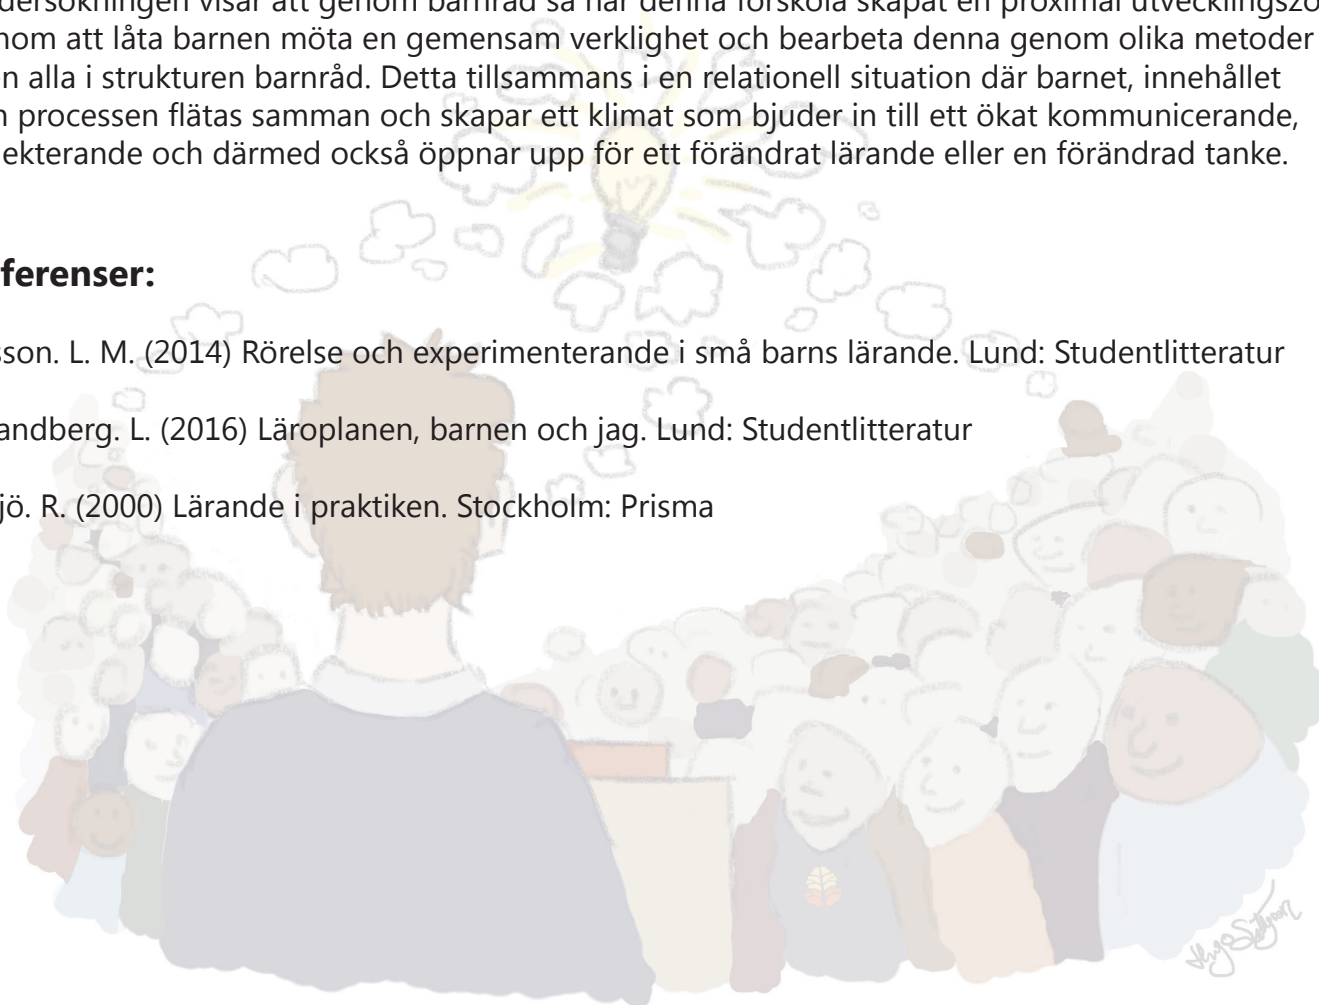 dersökningen visar att genom barnråd så har denna förskola skapat en proximal utvecklingszo
nom att låta barnen möta en gemensam verklighet och bearbeta denna genom olika metoder
n alla i strukturen barnråd. Detta tillsammans i en relationell situation där barnet, innehållet
n processen flätas samman och skapar ett klimat som bjuder in till ett ökat kommunicerande,
ekterande och därmed också öppnar upp för ett förändrat lärande eller en förändrad tanke.
ferenser:
sson. L. M. (2014) Rörelse och experimenterande i små barns lärande. Lund: Studentlitteratur
andberg. L. (2016) Läroplanen, barnen och jag. Lund: Studentlitteratur
jö. R. (2000) Lärande i praktiken. Stockholm: Prisma